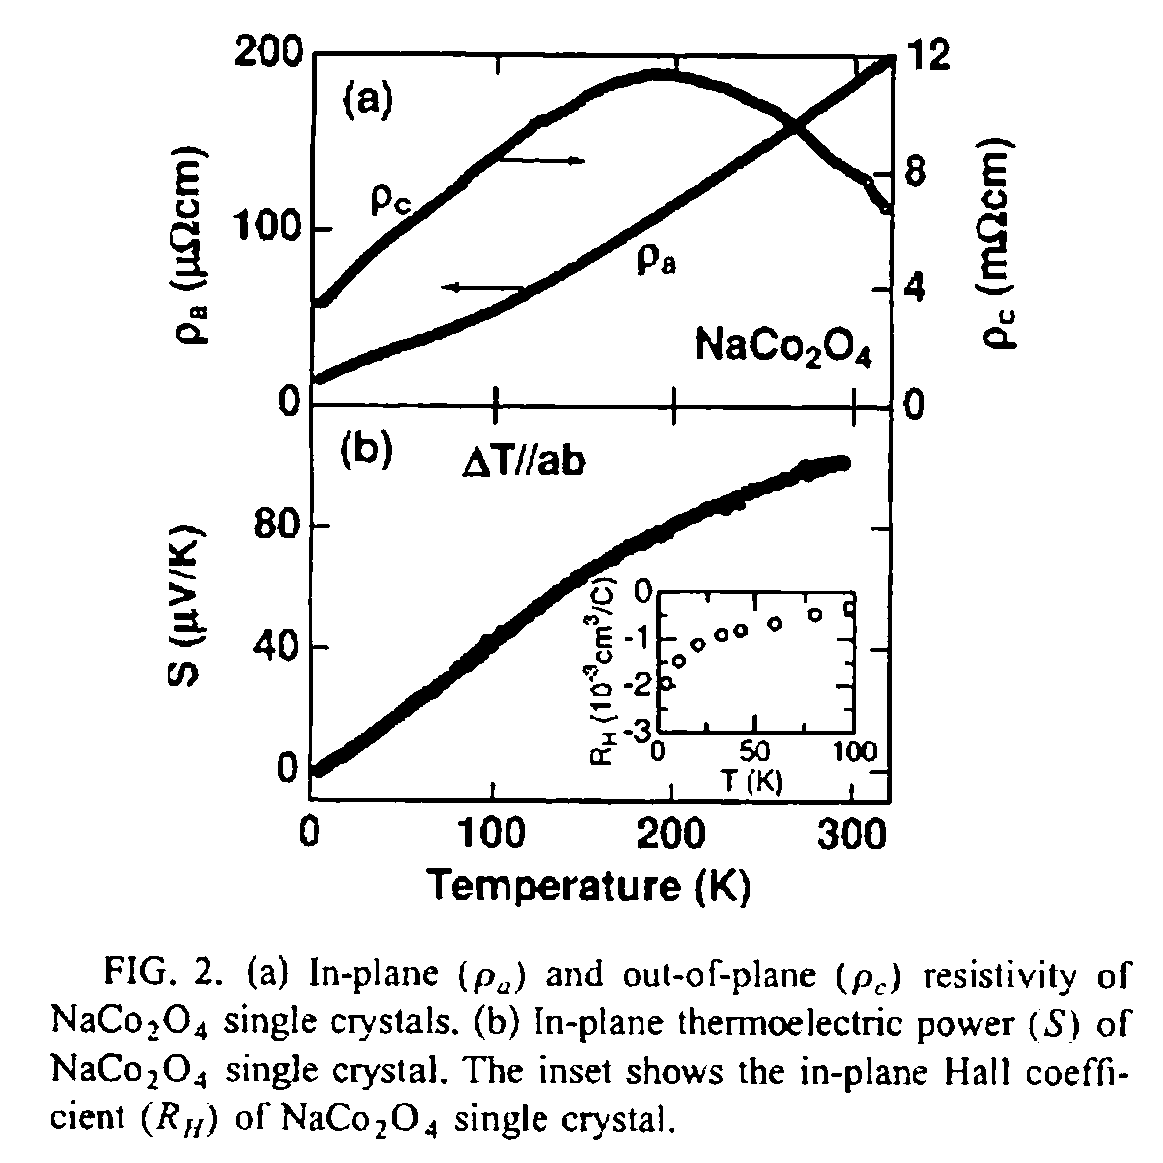 200
12
(a)
ρc
8
100
ρa
4
ρa (μΩcm)
ρc (mΩcm)
NaCo2O4
0
0
(b)
ΔT//ab
80
40
0
S (μV/K)
0
-1
-2
-3
RH (10-3cm3/C)
0 50 100
T (K)
0 100 200 300
Temperature (K)
FIG. 2. (a) In-plane (ρa) and out-of-plane (ρc) resistivity of
NaCo2O4 single crystals. (b) In-plane thermoelectric power (S) of
NaCo2O4 single crystal. The inset shows the in-plane Hall coeffi-
cient (RH) of NaCo2O4 single crystal.